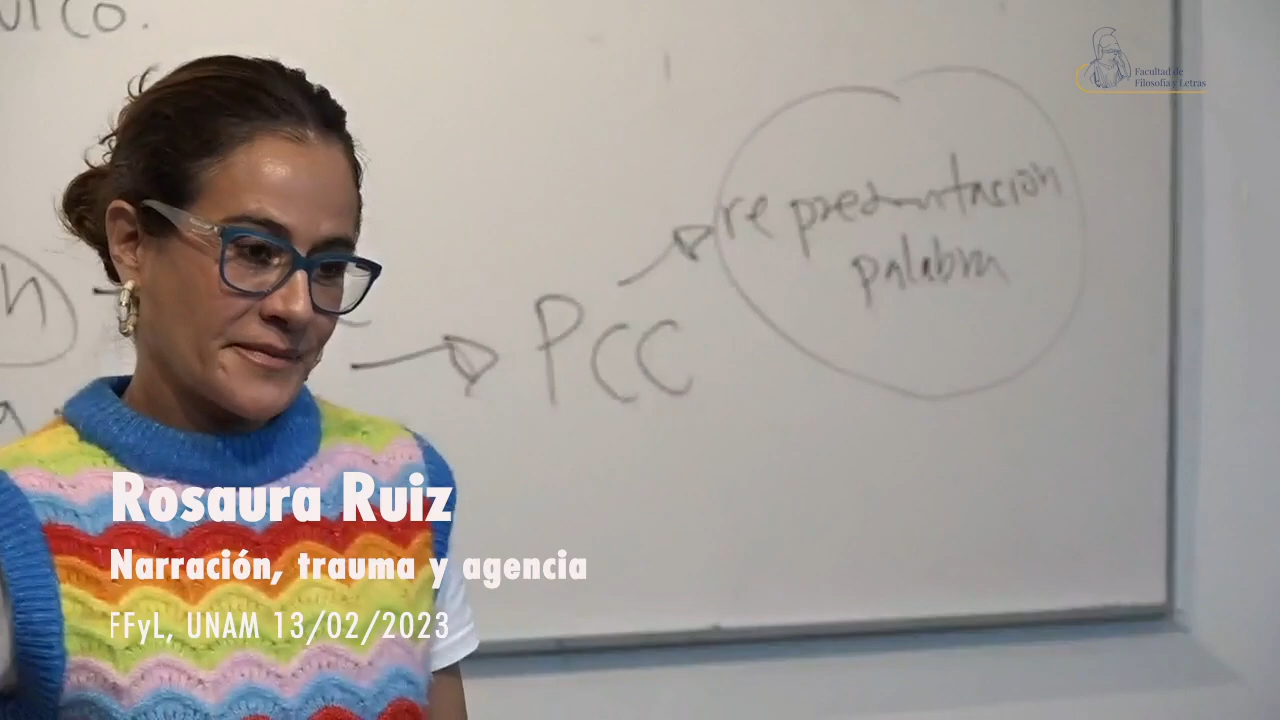 Facultad de
Filosofía y Letras
representación
palabra
PCC
Rosaura Ruiz
Narración, trauma y agencia
FFyL, UNAM 13/02/2023